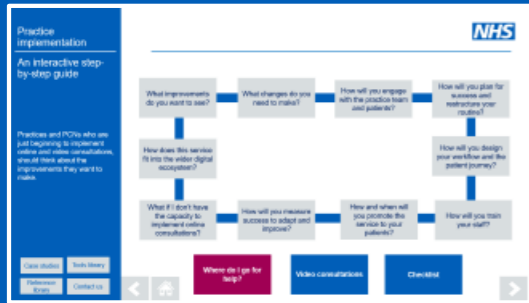 Practice
implementation
An interactive step-
by-step guide
Practices and PCNs who are
just beginning to implement
online and video consultations,
should think about the
improvements they want to
make.
Case studies
Tools library
Reference
library
Contact us
NHS
What improvements
do you want to see?
What changes do you
need to make?
How will you engage
with the practice team
and patients?
How will you plan for
success and
restructure your
routine?
How does this service
fit into the wider digital
ecosystem?
How will you design
your workflow and the
patient journey?
What if I don't have
the capacity to
implement online
consultations?
How will you measure
success to adapt and
improve?
How and when will
you promote the
service to your
patients?
How will you train
your staff?
Where do I go for
help?
Video consultations
Checklist